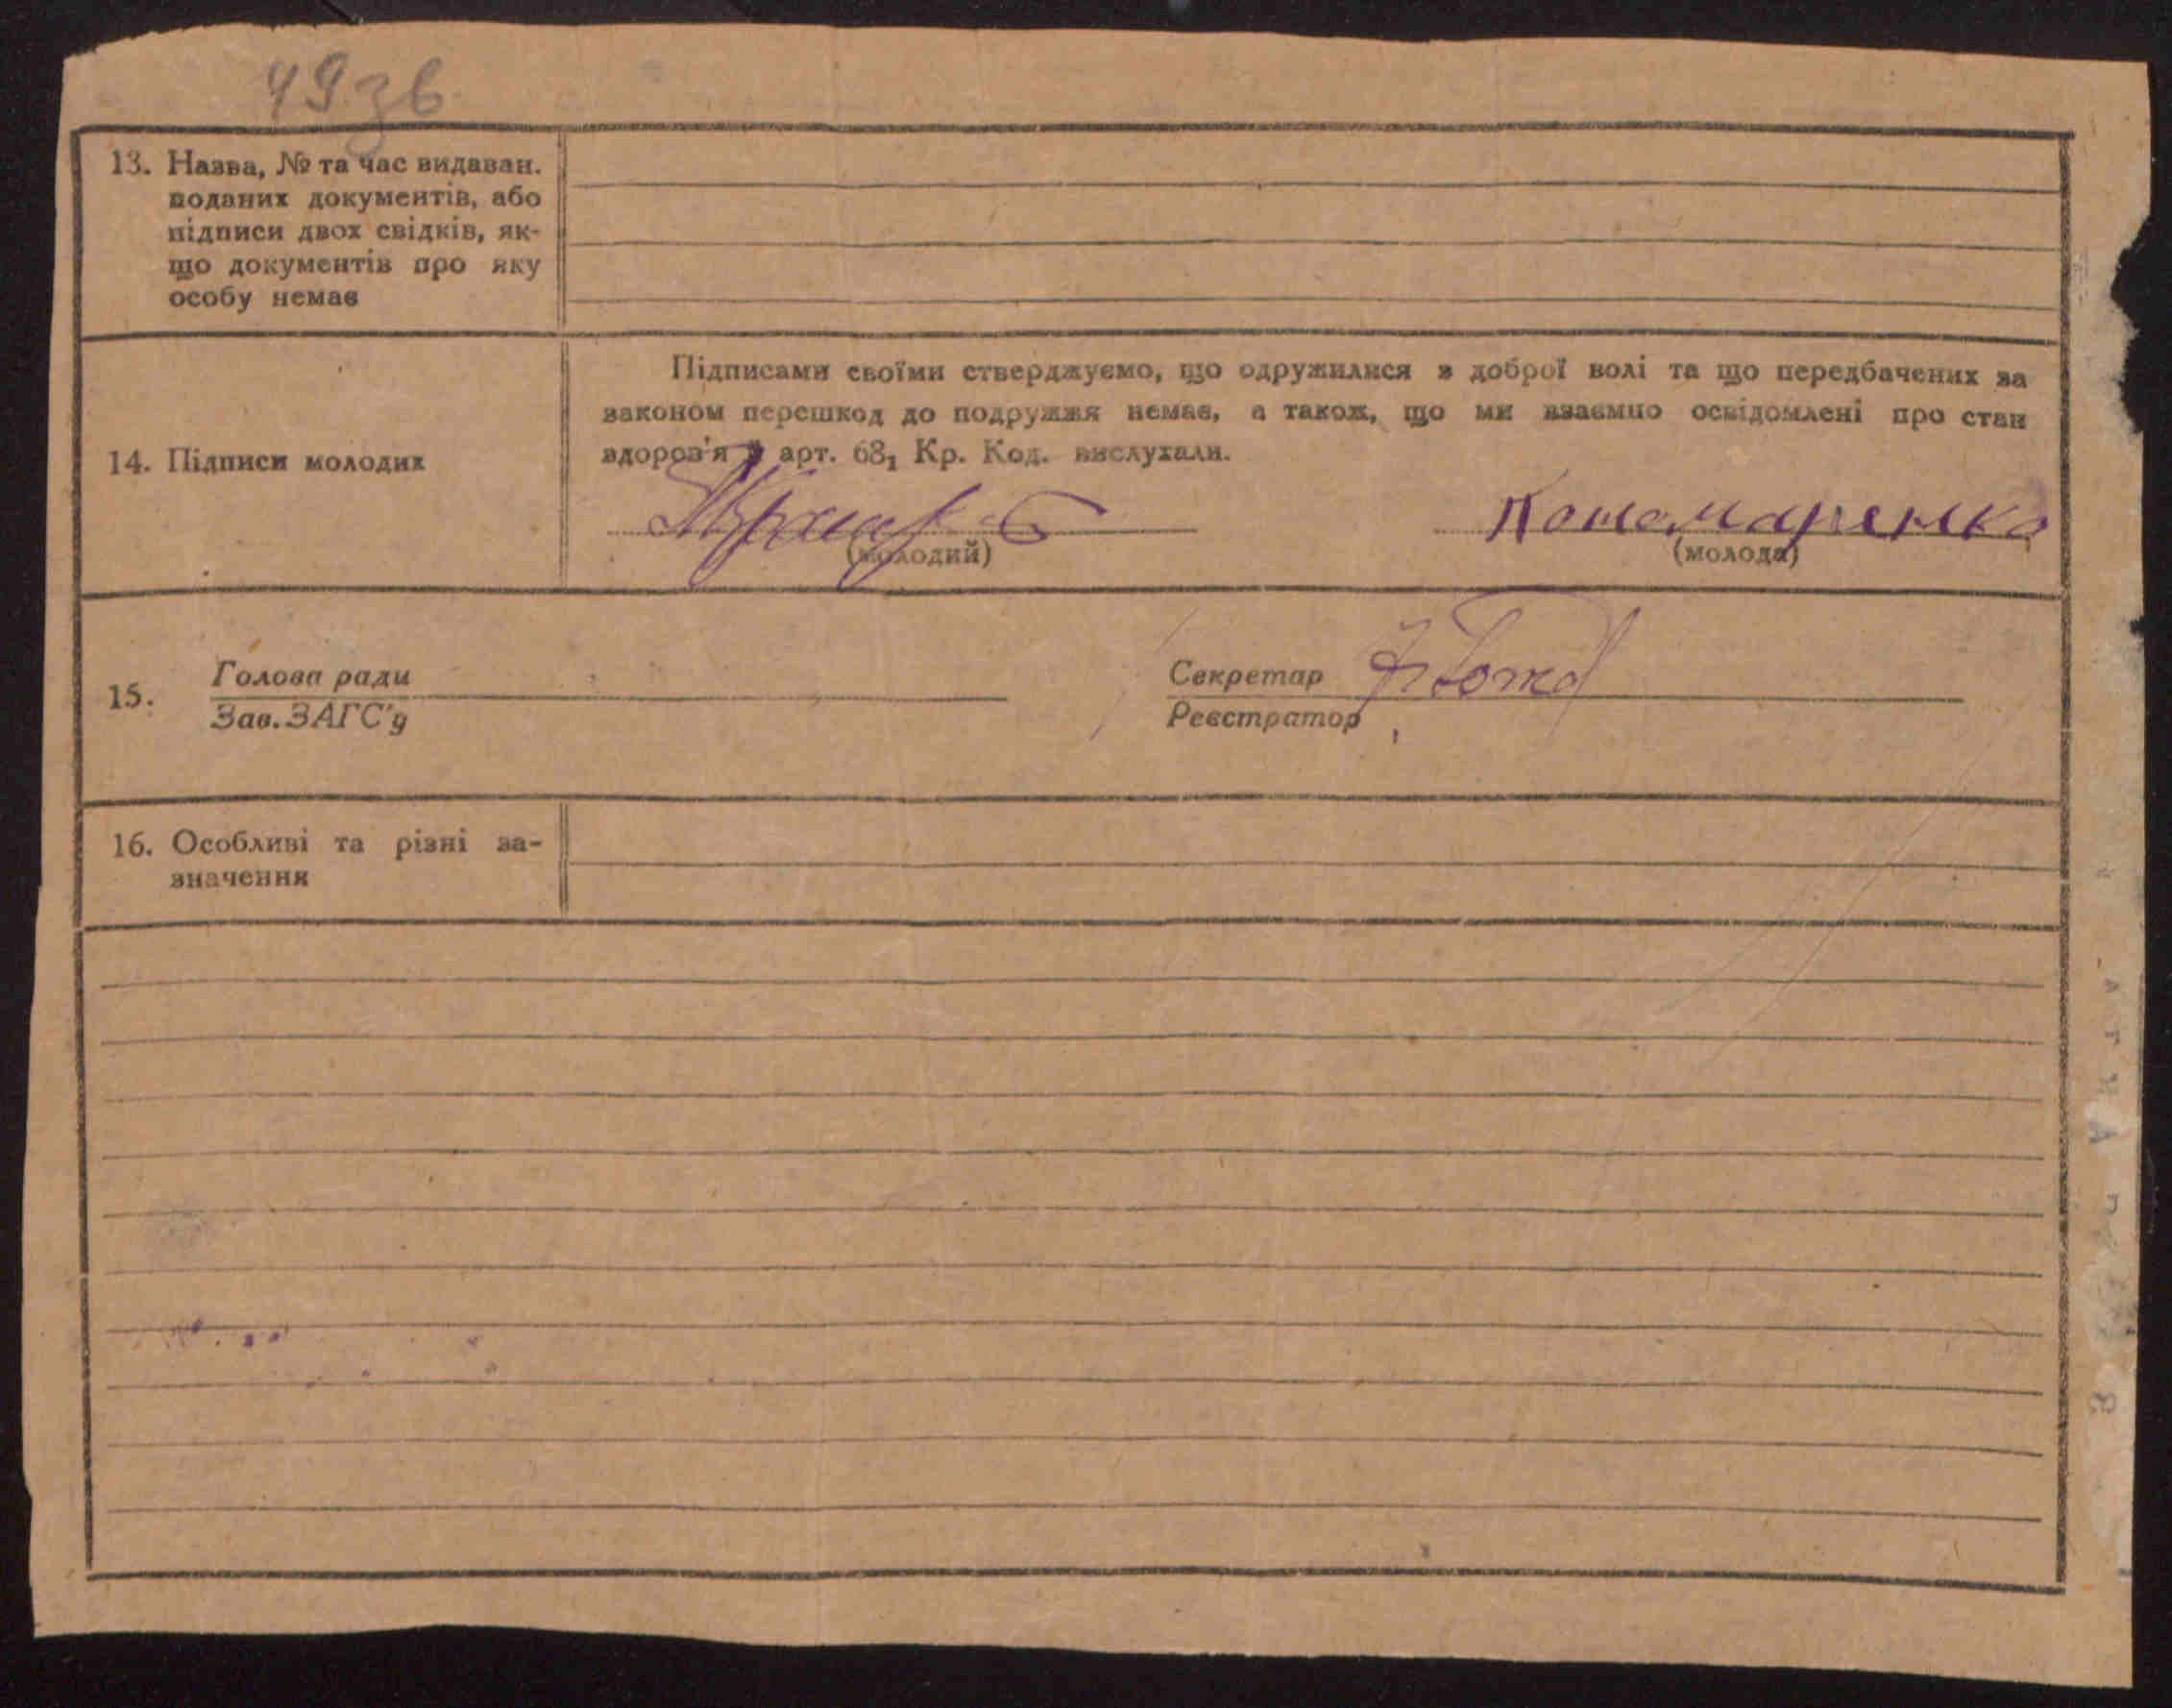 49зв
13. Назва, № та час видаван.
поданих документів, або
підписи двох свідків, як-
що документів про яку
особу немає
14. Підписи молодих
Підписами своїми стверджуємо, що одружилися з доброї волі та що передбачених за
законом перешкод до подружжя немає, а також, що ми взаємно освідомлені про стан
здоров'я й арт. 68₁ Кр. Код. вислухали.
(молодий)
(молода)
15.
Голова ради
Зав. ЗАГС'у
Секретар
Реєстратор
16. Особливі та різні за-
значення